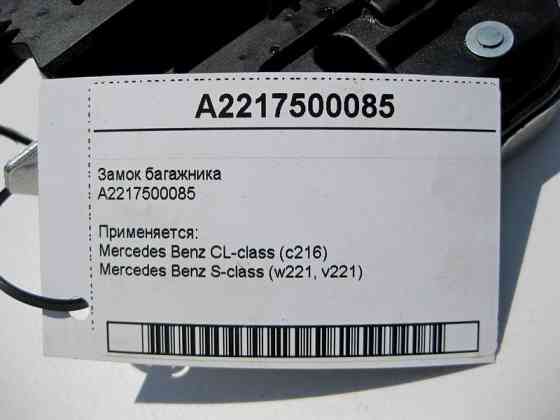 A2217500085
Замок багажника
A2217500085
Применяется:
Mercedes Benz CL-class (c216)
Mercedes Benz S-class (w221, v221)